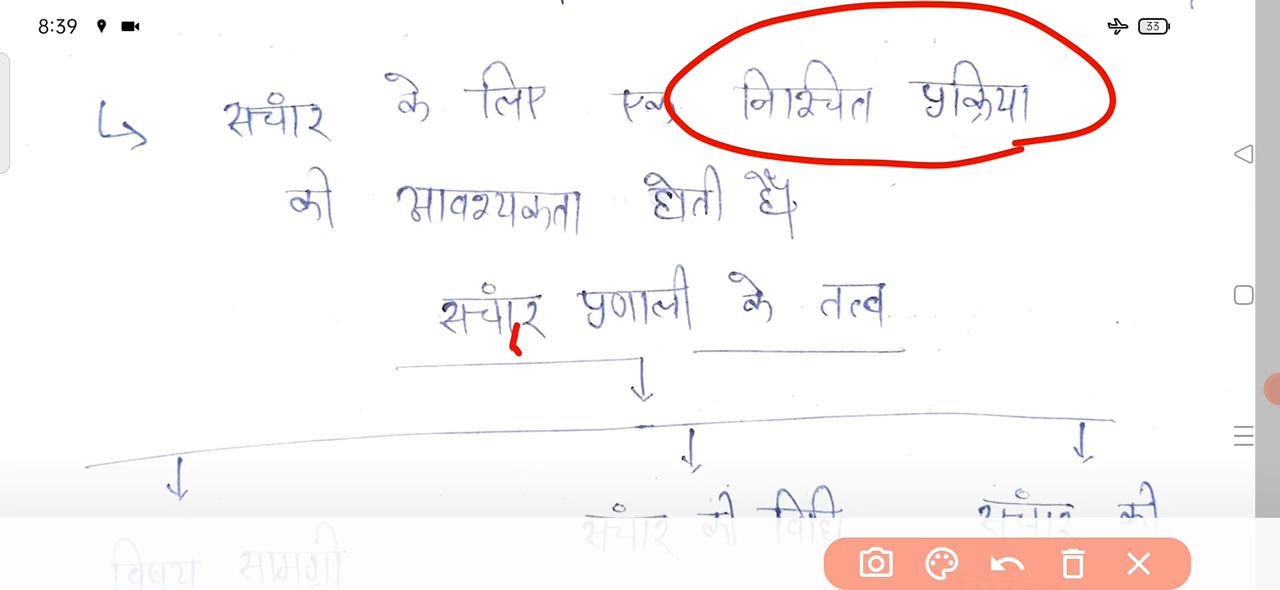 8:39
33
↳ सचांर के लिए एक निश्चित प्रक्रिया
की आवश्यकता होती है।
सचांर प्रणाली के तत्व
सचांर की विधि
सचांर की
विषय सामग्री